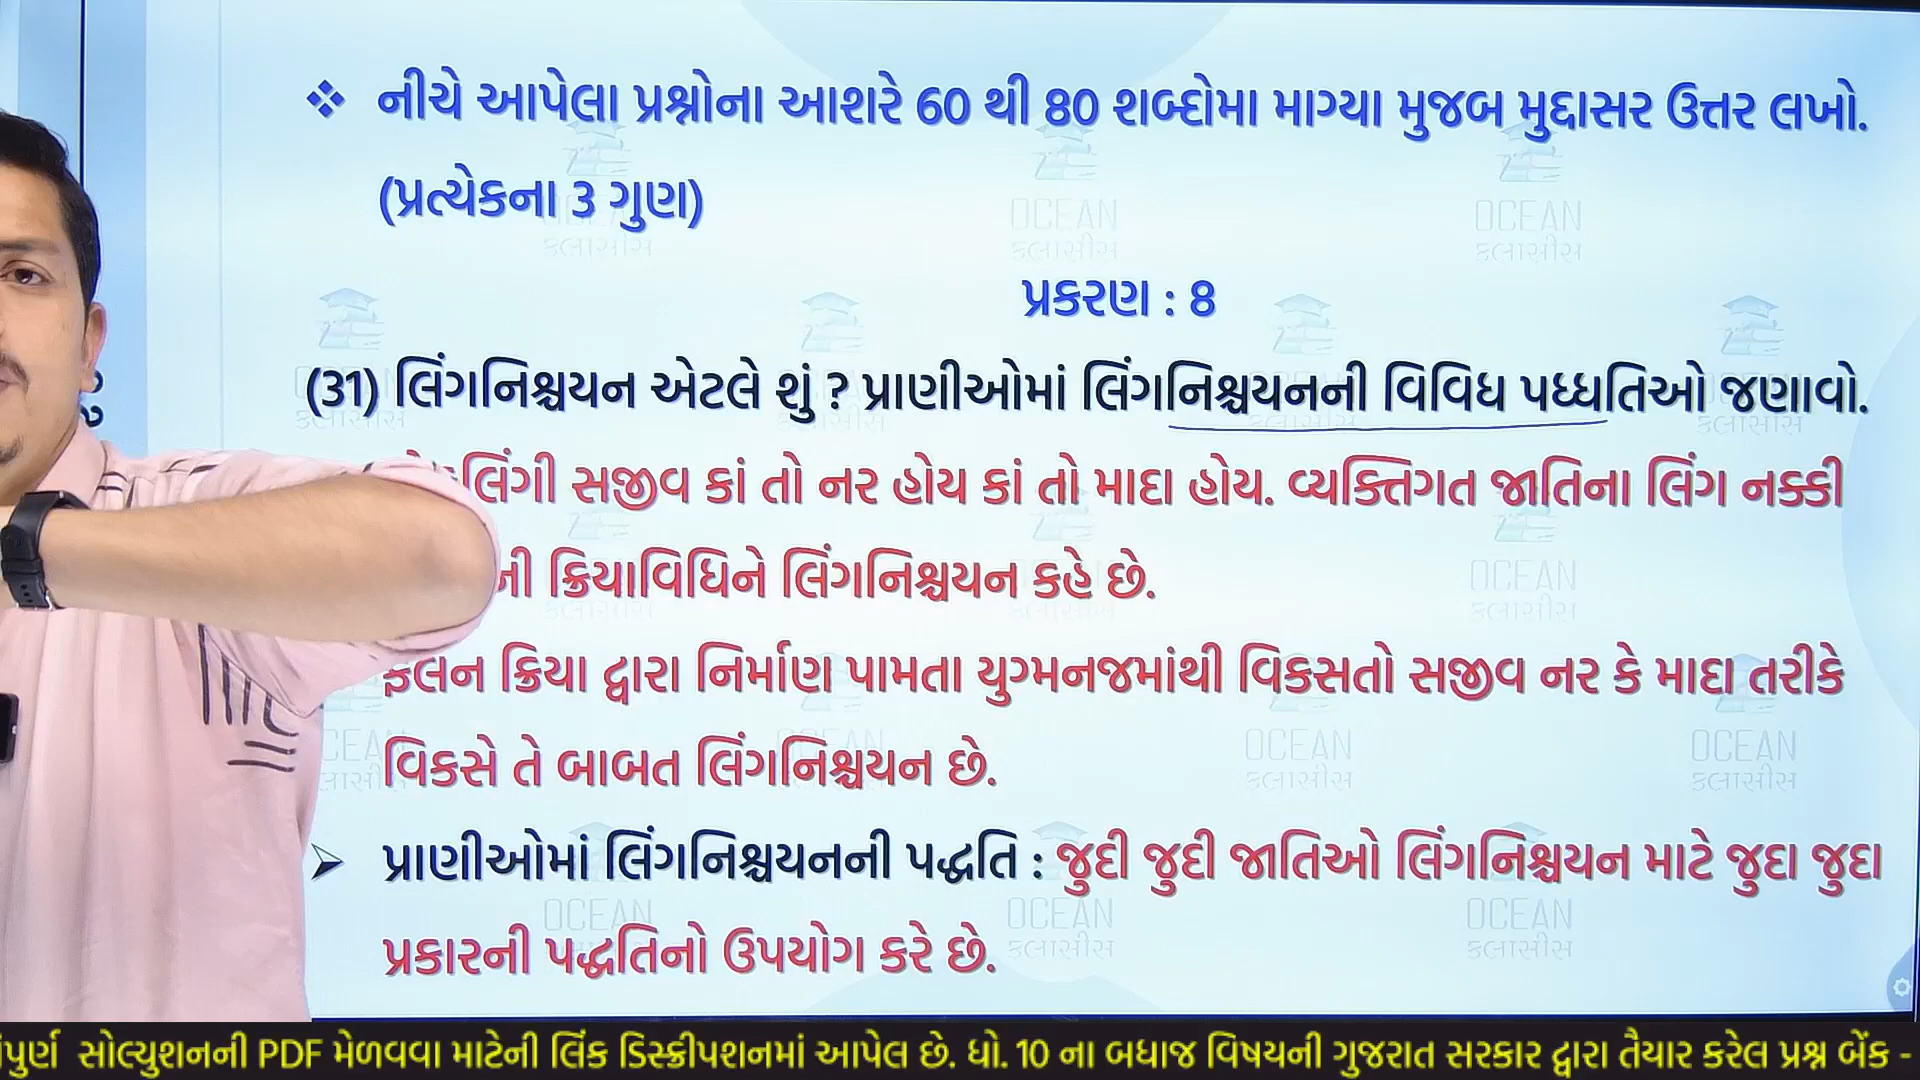 ❖ નીચે આપેલા પ્રશ્નોના આશરે 60 થી 80 શબ્દોમા માગ્યા મુજબ મુદ્દાસર ઉત્તર લખો.
(પ્રત્યેકના 3 ગુણ)
પ્રકરણ : 8
(31) લિંગનિશ્ચયન એટલે શું ? પ્રાણીઓમાં લિંગનિશ્ચયનની વિવિધ પધ્ધતિઓ જણાવો.
સજીવ કાં તો નર હોય કાં તો માદા હોય. વ્યક્તિગત જાતિના લિંગ નક્કી
ક્રિયાવિધિને લિંગનિશ્ચયન કહે છે.
ફલન ક્રિયા દ્વારા નિર્માણ પામતા યુગ્મનજમાંથી વિકસતો સજીવ નર કે માદા તરીકે
વિકસે તે બાબત લિંગનિશ્ચયન છે.
➢ પ્રાણીઓમાં લિંગનિશ્ચયનની પદ્ધતિ : જુદી જુદી જાતિઓ લિંગનિશ્ચયન માટે જુદા જુદા
પ્રકારની પદ્ધતિનો ઉપયોગ કરે છે.
OCEAN
ક્લાસીસ
સોલ્યુશનની PDF મેળવવા માટેની લિંક ડિસ્ક્રીપશનમાં આપેલ છે. ધો. 10 ના બધાજ વિષયની ગુજરાત સરકાર દ્વારા તૈયાર કરેલ પ્રશ્ન બેંક -